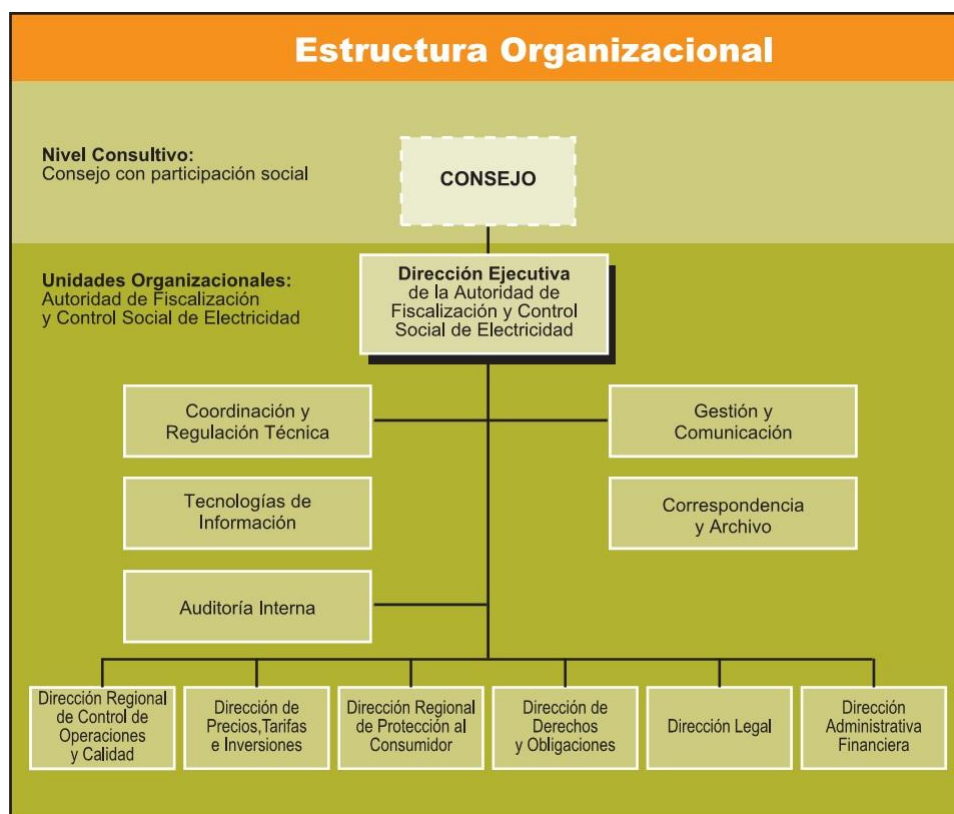 Estructura Organizacional
Nivel Consultivo:
Consejo con participación social
CONSEJO
Unidades Organizacionales:
Autoridad de Fiscalización
y Control Social de Electricidad
Dirección Ejecutiva
de la Autoridad de
Fiscalización y Control
Social de Electricidad
Coordinación y
Regulación Técnica
Gestión y
Comunicación
Tecnologías de
Información
Correspondencia
y Archivo
Auditoría Interna
Dirección Regional
de Control de
Operaciones
y Calidad
Dirección de
Precios,Tarifas
e Inversiones
Dirección Regional
de Protección al
Consumidor
Dirección de
Derechos
y Obligaciones
Dirección Legal
Dirección
Administrativa
Financiera